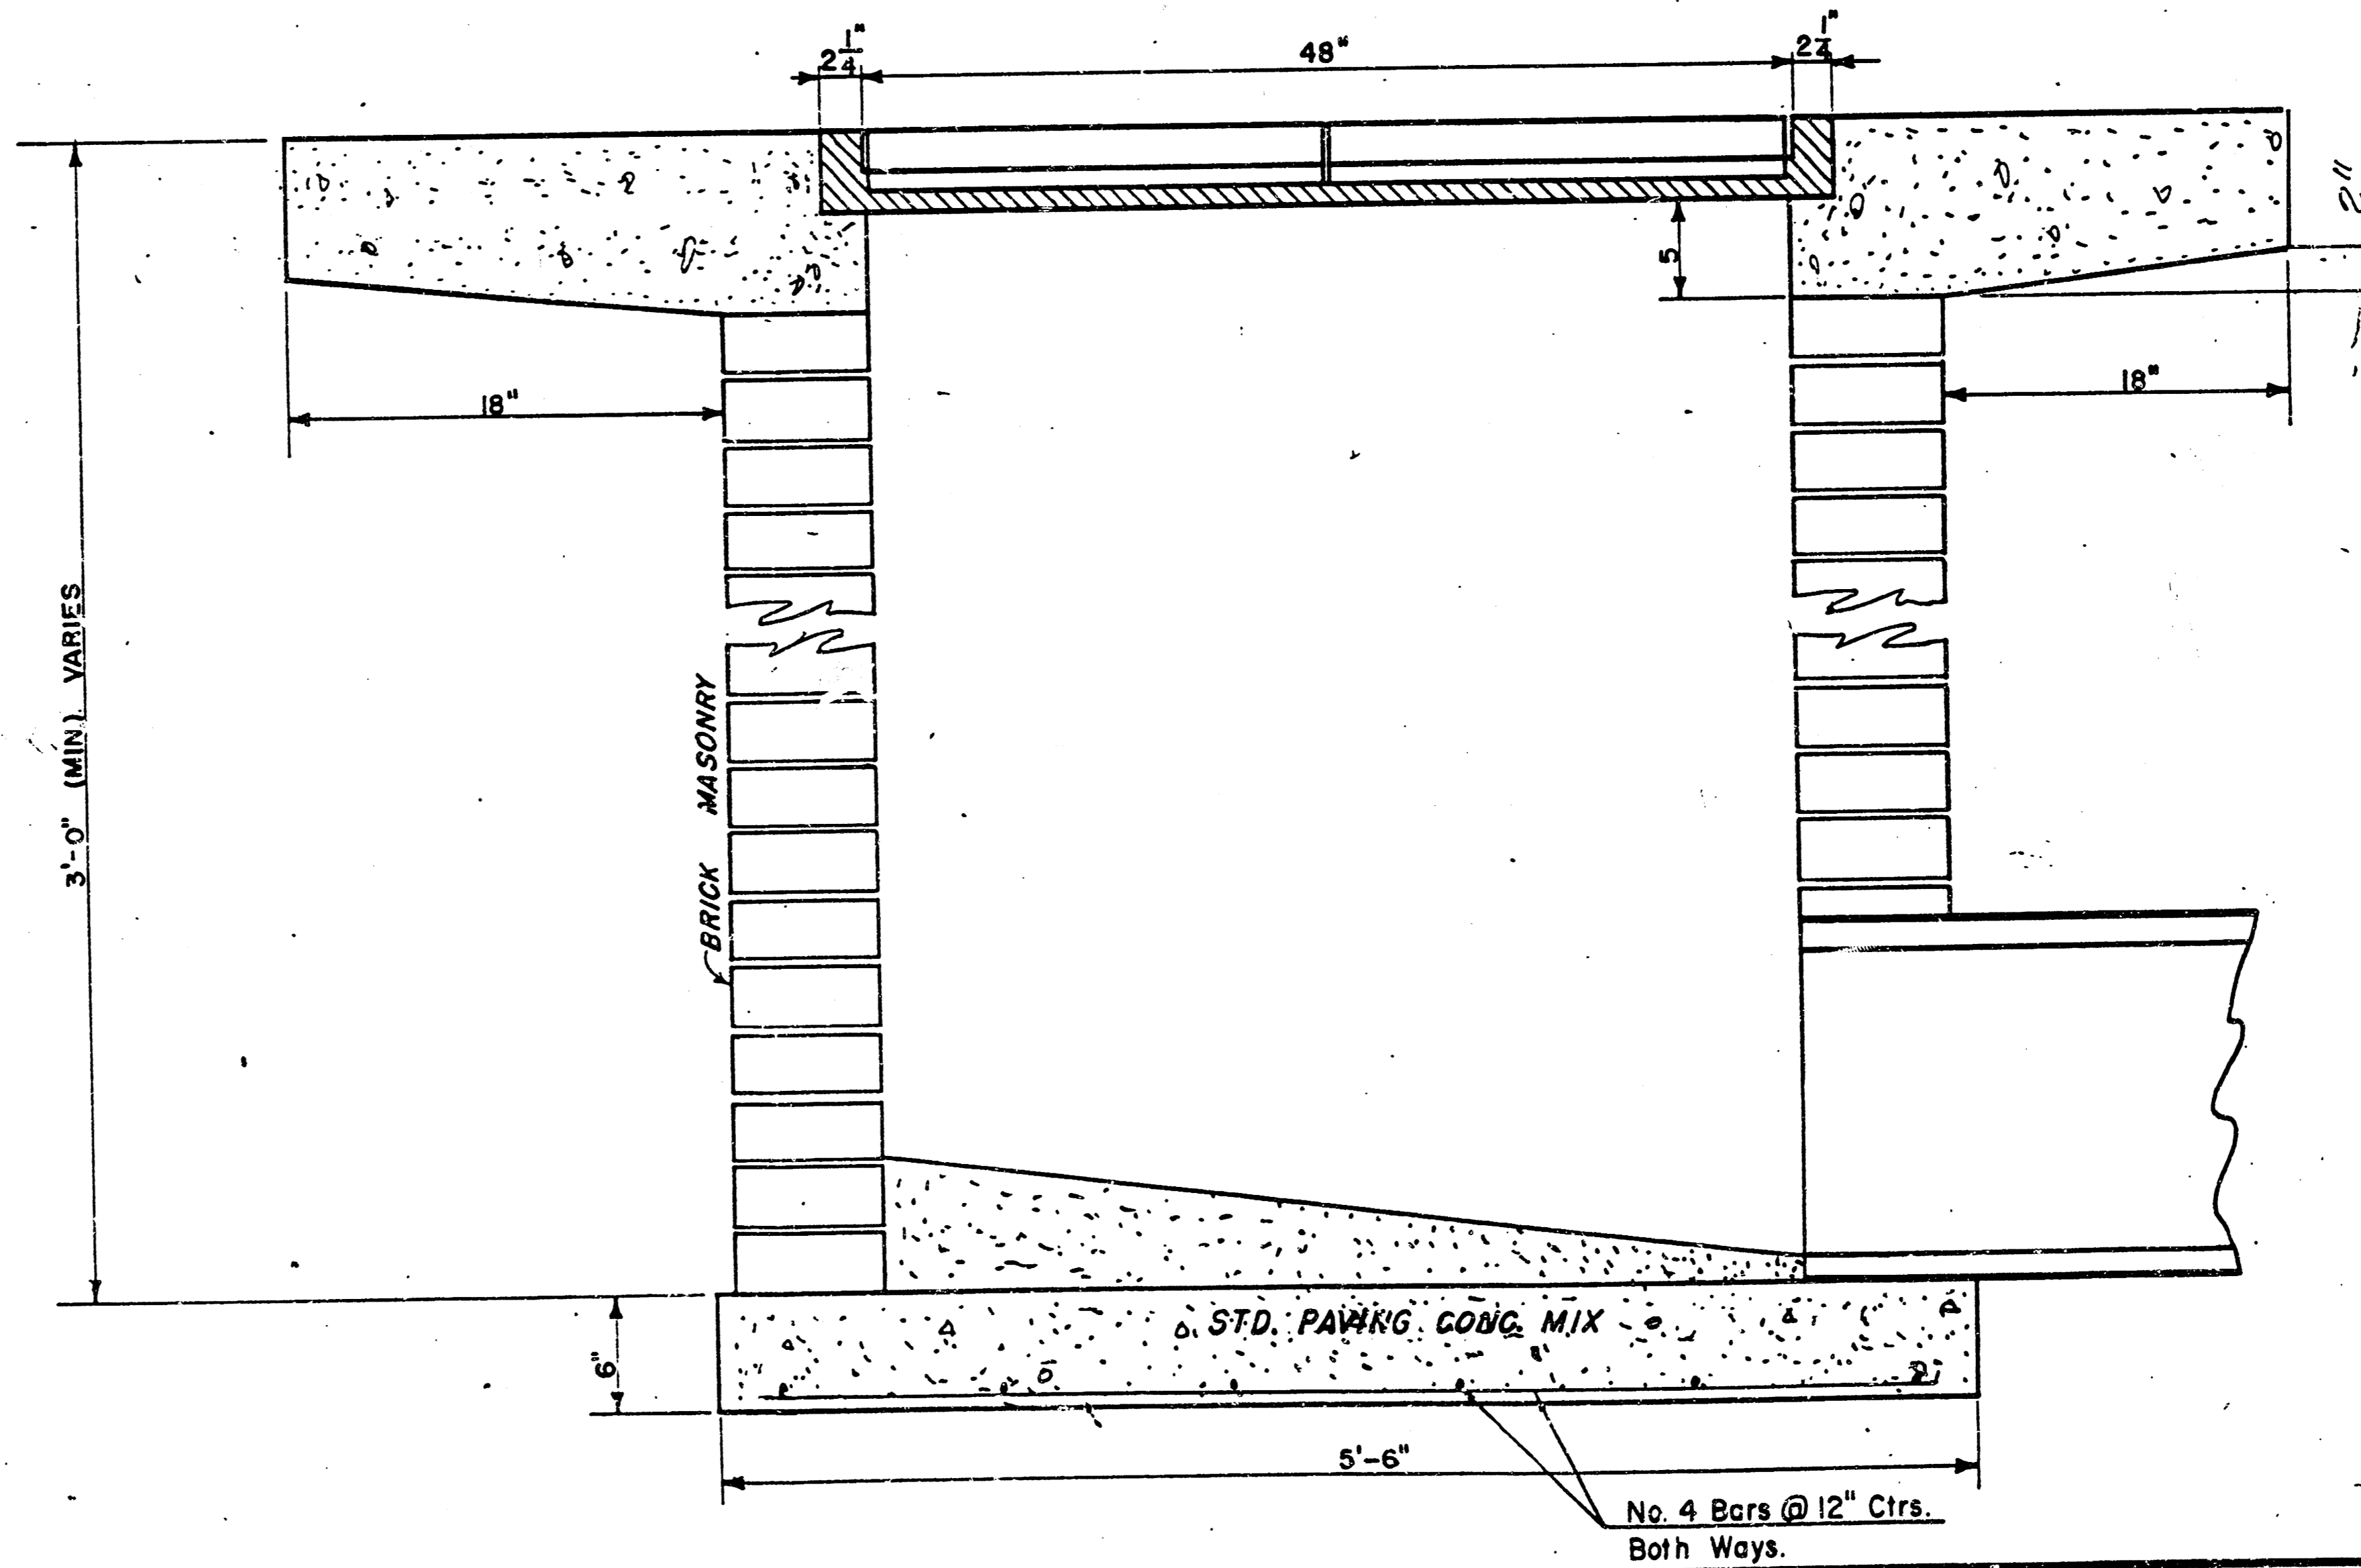 2 1/4"
48"
2 1/4"
2"
5
18"
18"
3'-0" (MIN). VARIES
BRICK MASONRY
STD. PAVING CONC. MIX
6"
5'-6"
No. 4 Bars @ 12" Ctrs.
Both Ways.